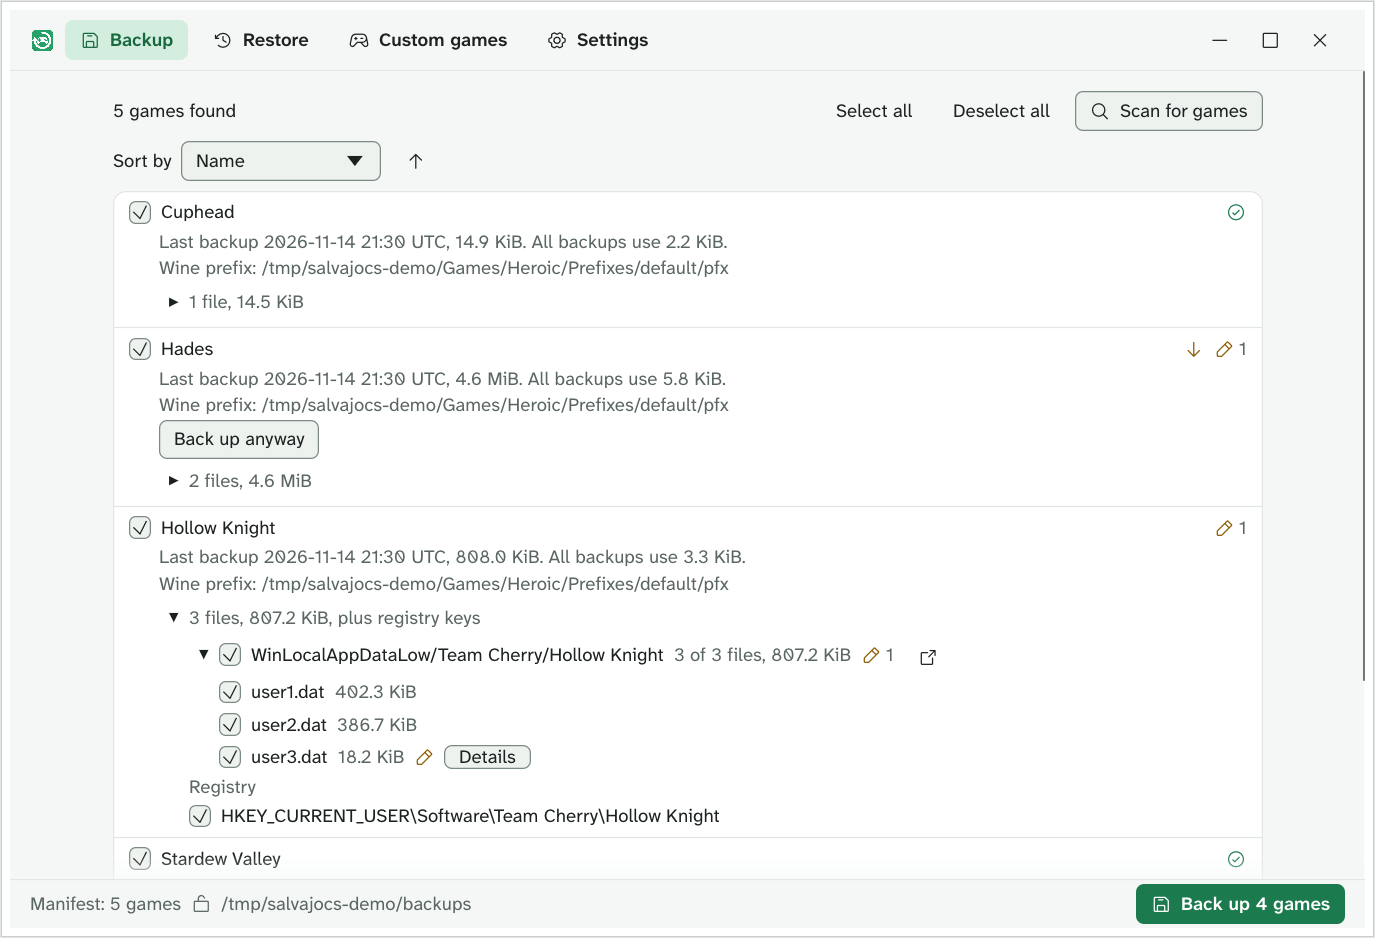 Backup Restore Custom games Settings
5 games found Select all Deselect all Scan for games
Sort by Name
Cuphead
Last backup 2026-11-14 21:30 UTC, 14.9 KiB. All backups use 2.2 KiB.
Wine prefix: /tmp/salvajocs-demo/Games/Heroic/Prefixes/default/pfx
1 file, 14.5 KiB
Hades 1
Last backup 2026-11-14 21:30 UTC, 4.6 MiB. All backups use 5.8 KiB.
Wine prefix: /tmp/salvajocs-demo/Games/Heroic/Prefixes/default/pfx
Back up anyway
2 files, 4.6 MiB
Hollow Knight 1
Last backup 2026-11-14 21:30 UTC, 808.0 KiB. All backups use 3.3 KiB.
Wine prefix: /tmp/salvajocs-demo/Games/Heroic/Prefixes/default/pfx
3 files, 807.2 KiB, plus registry keys
WinLocalAppDataLow/Team Cherry/Hollow Knight 3 of 3 files, 807.2 KiB 1
user1.dat 402.3 KiB
user2.dat 386.7 KiB
user3.dat 18.2 KiB Details
Registry
HKEY_CURRENT_USER\Software\Team Cherry\Hollow Knight
Stardew Valley
Manifest: 5 games /tmp/salvajocs-demo/backups Back up 4 games